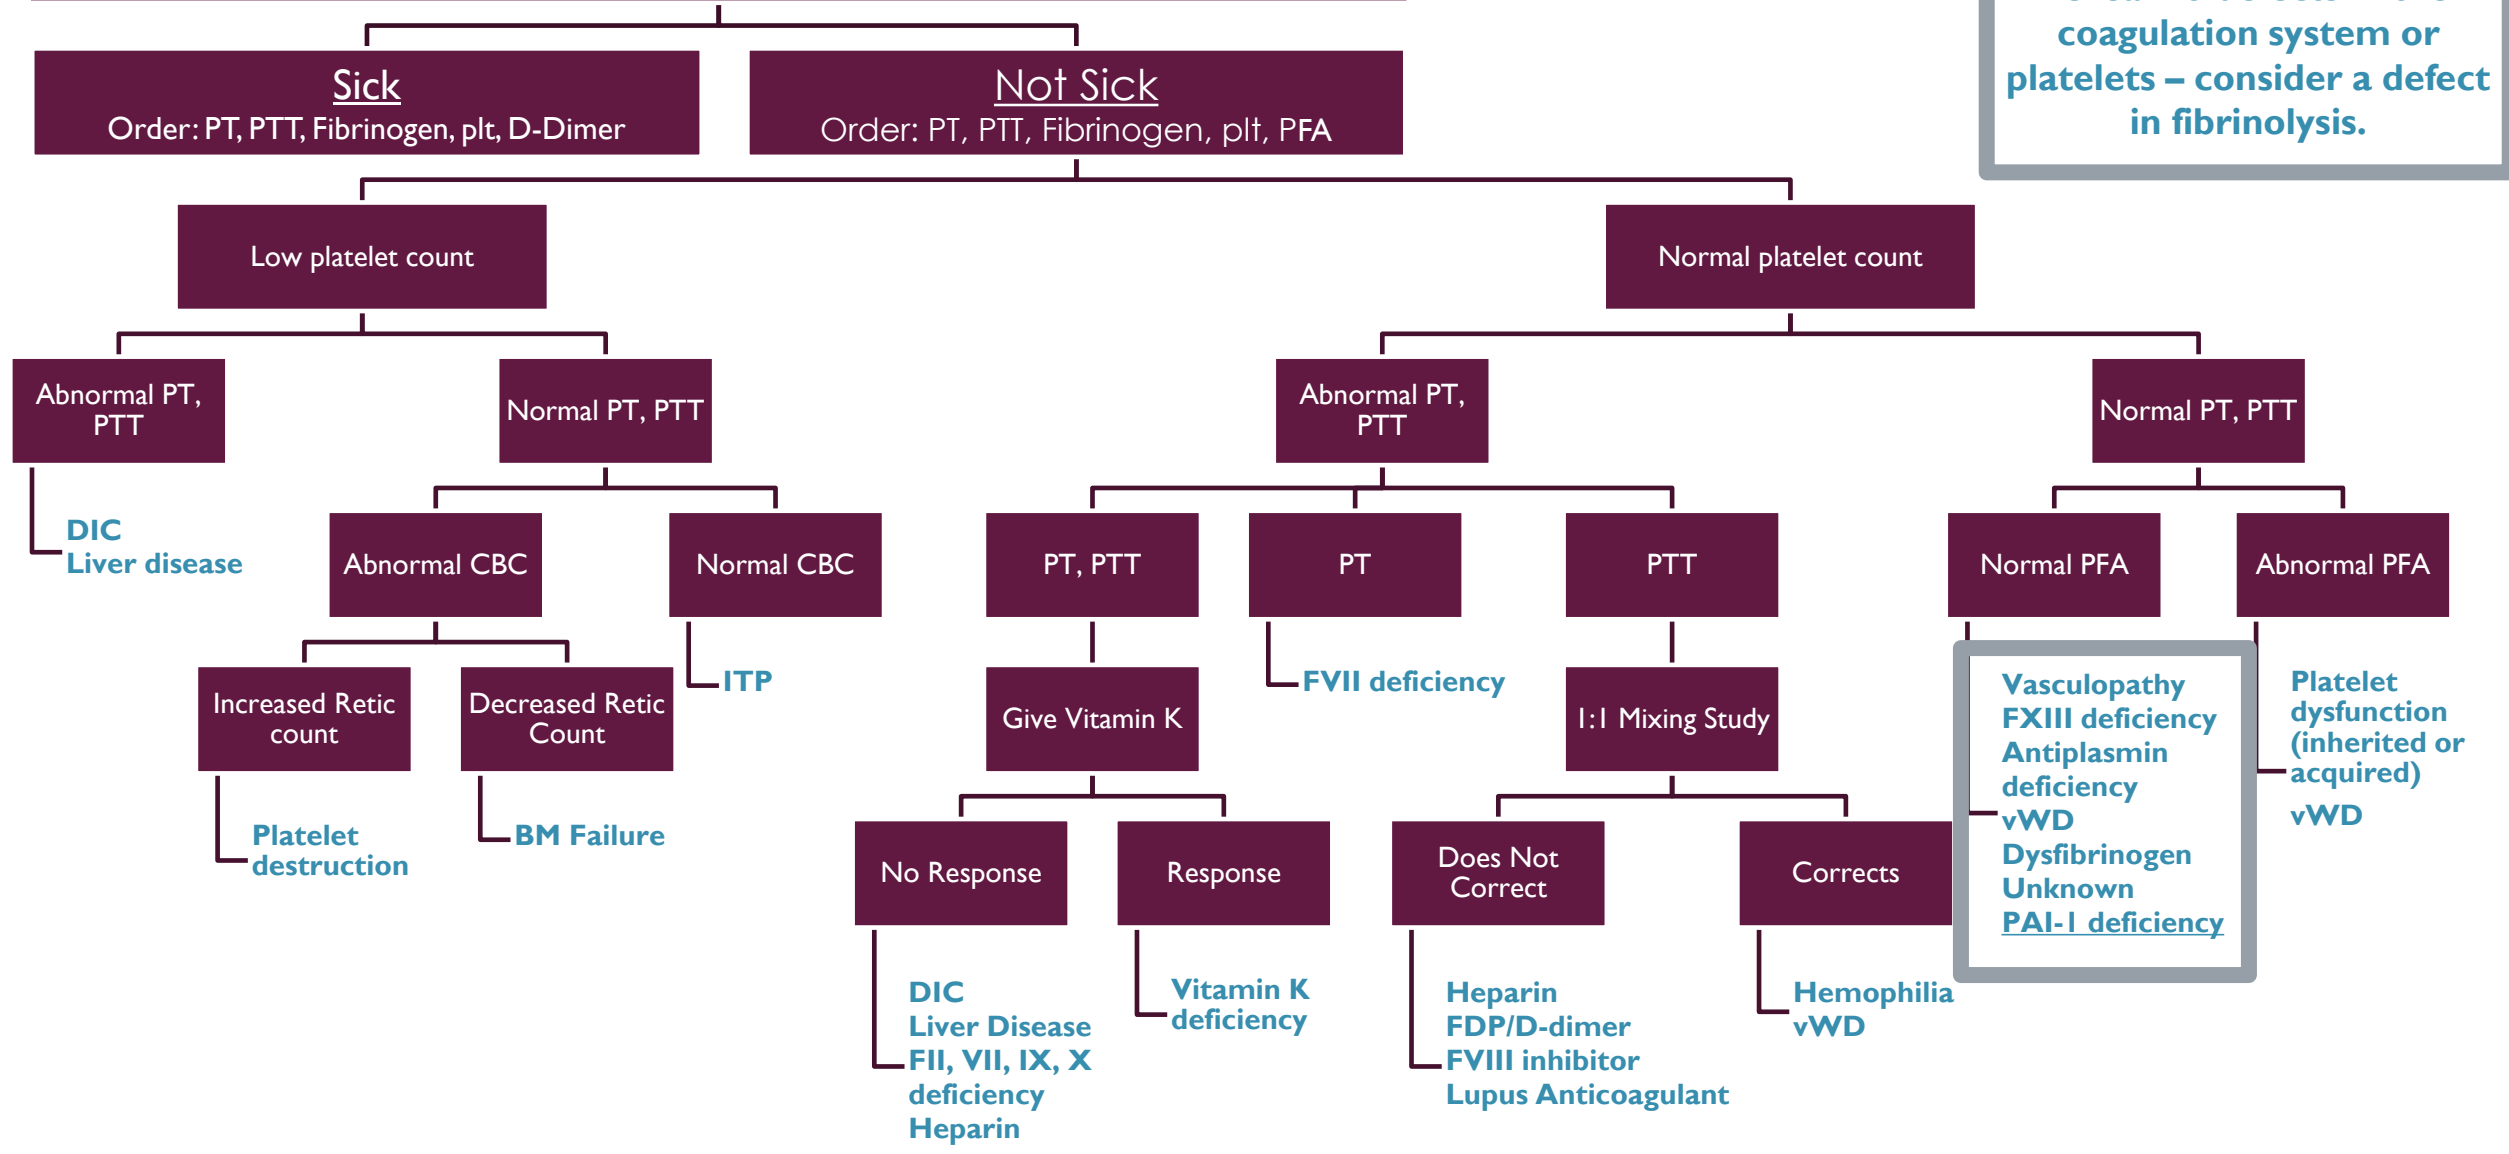 coagulation system or
platelets – consider a defect
in fibrinolysis.
Sick
Order: PT, PTT, Fibrinogen, plt, D-Dimer
Not Sick
Order: PT, PTT, Fibrinogen, plt, PFA
Low platelet count
Normal platelet count
Abnormal PT,
PTT
Normal PT, PTT
Abnormal PT,
PTT
Normal PT, PTT
DIC
Liver disease
Abnormal CBC
Normal CBC
PT, PTT
PT
PTT
Normal PFA
Abnormal PFA
Increased Retic
count
Decreased Retic
Count
ITP
Give Vitamin K
FVII deficiency
1:1 Mixing Study
Vasculopathy
FXIII deficiency
Antiplasmin
deficiency
vWD
Dysfibrinogen
Unknown
PAI-1 deficiency
Platelet
dysfunction
(inherited or
acquired)
vWD
Platelet
destruction
BM Failure
No Response
Response
Does Not
Correct
Corrects
DIC
Liver Disease
FII, VII, IX, X
deficiency
Heparin
Vitamin K
deficiency
Heparin
FDP/D-dimer
FVIII inhibitor
Lupus Anticoagulant
Hemophilia
vWD